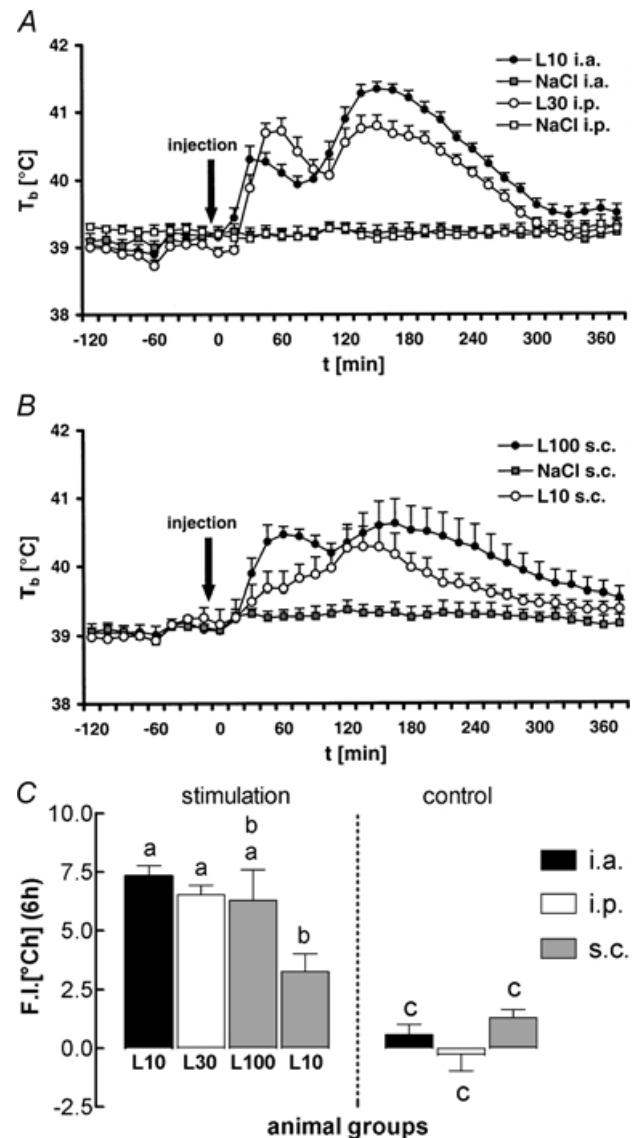 A
42
41
40
39
38
T_b [°C]
injection
L10 i.a.
NaCl i.a.
L30 i.p.
NaCl i.p.
-120 -60 0 60 120 180 240 300 360
t [min]
B
42
41
40
39
38
T_b [°C]
injection
L100 s.c.
NaCl s.c.
L10 s.c.
-120 -60 0 60 120 180 240 300 360
t [min]
C
10.0
7.5
5.0
2.5
0.0
-2.5
F.I.[°Ch] (6h)
stimulation
control
a
a
b
a
b
c
c
c
L10 L30 L100 L10
i.a.
i.p.
s.c.
animal groups